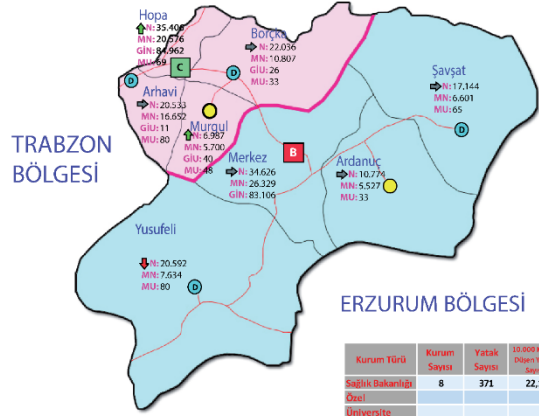 Hopa
N: 35.408
MN: 20.576
GİN: 84.962
MU: 69
C
D
Borçka
N: 22.036
MN: 10.807
GİU: 26
MU: 33
D
Arhavi
N: 20.533
MN: 16.652
GİU: 11
MU: 80
Murgul
N: 6.987
MN: 5.700
GİU: 40
MU: 48
Şavşat
N: 17.144
MN: 6.601
MU: 65
D
TRABZON
BÖLGESİ
Merkez
N: 34.626
MN: 26.329
GİN: 83.106
B
Ardanuç
N: 10.774
MN: 5.527
MU: 33
Yusufeli
N: 20.592
MN: 7.634
MU: 80
D
ERZURUM BÖLGESİ
Kurum Türü
Kurum Sayısı
Yatak Sayısı
10.000
Sağlık Bakanlığı 8 371 22,
Özel
Üniversite